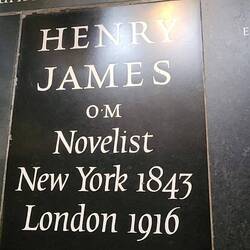 HENRY
JAMES
O·M
Novelist
New York 1843
London 1916